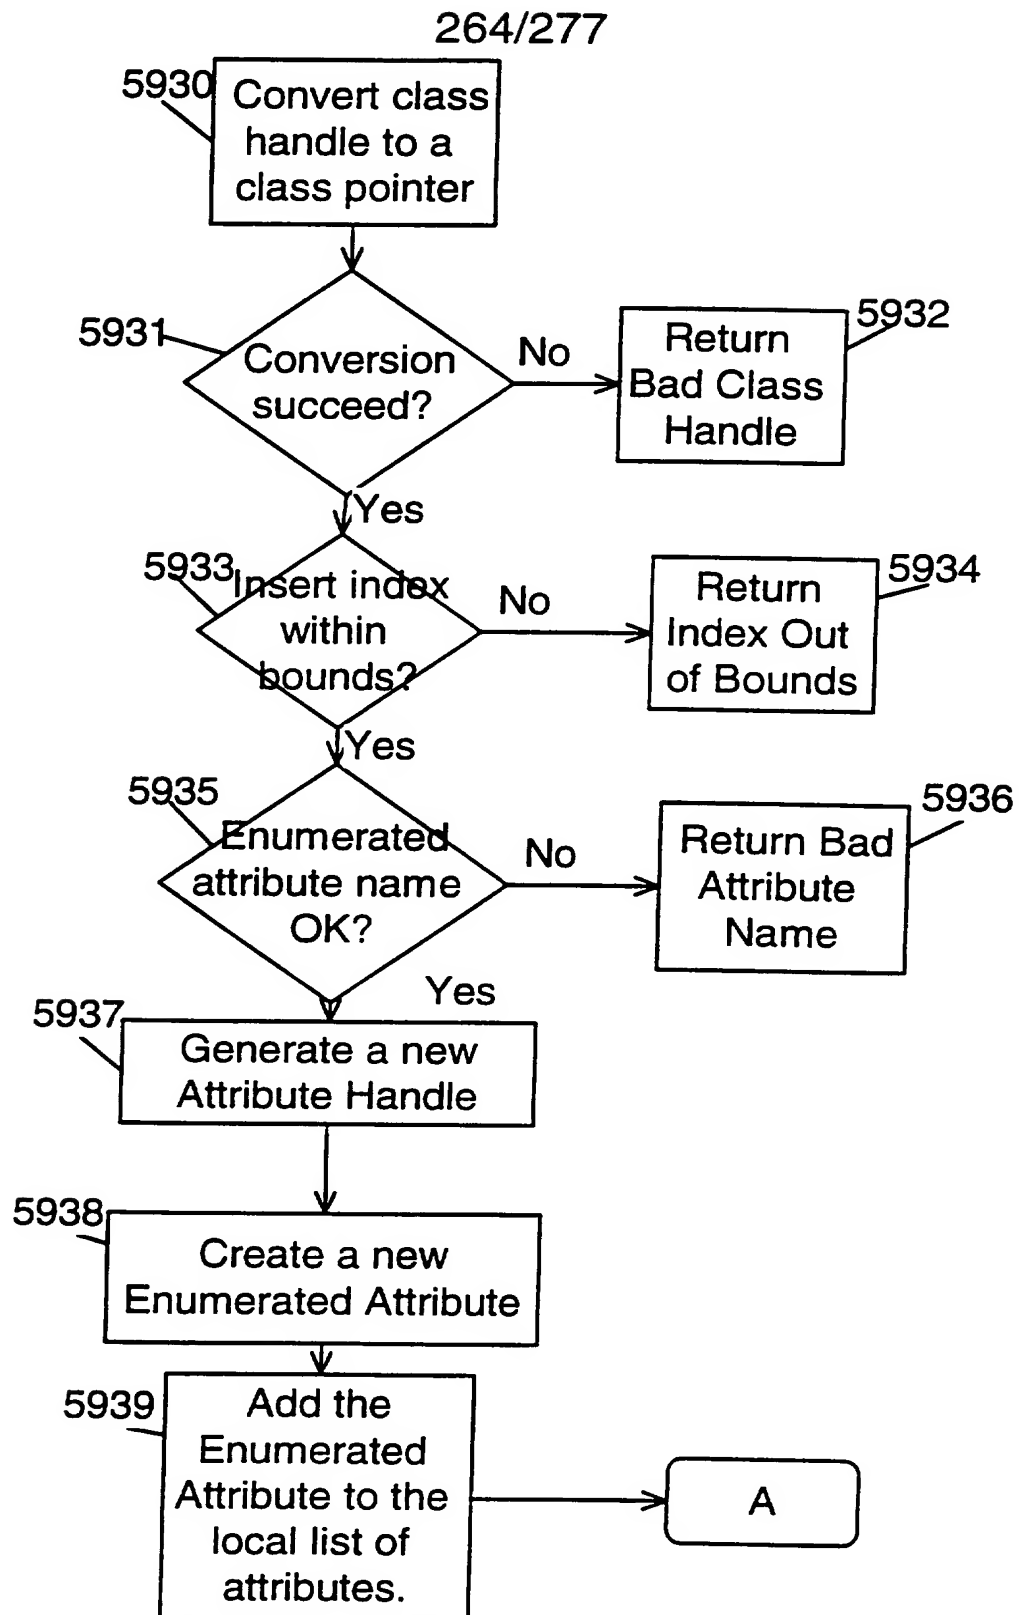 264/277
5930
Convert class
handle to a
class pointer
5931
Conversion
succeed?
No
5932
Return
Bad Class
Handle
Yes
5933
Insert index
within
bounds?
No
5934
Return
Index Out
of Bounds
Yes
5935
Enumerated
attribute name
OK?
No
5936
Return Bad
Attribute
Name
Yes
5937
Generate a new
Attribute Handle
5938
Create a new
Enumerated Attribute
5939
Add the
Enumerated
Attribute to the
local list of
attributes.
A